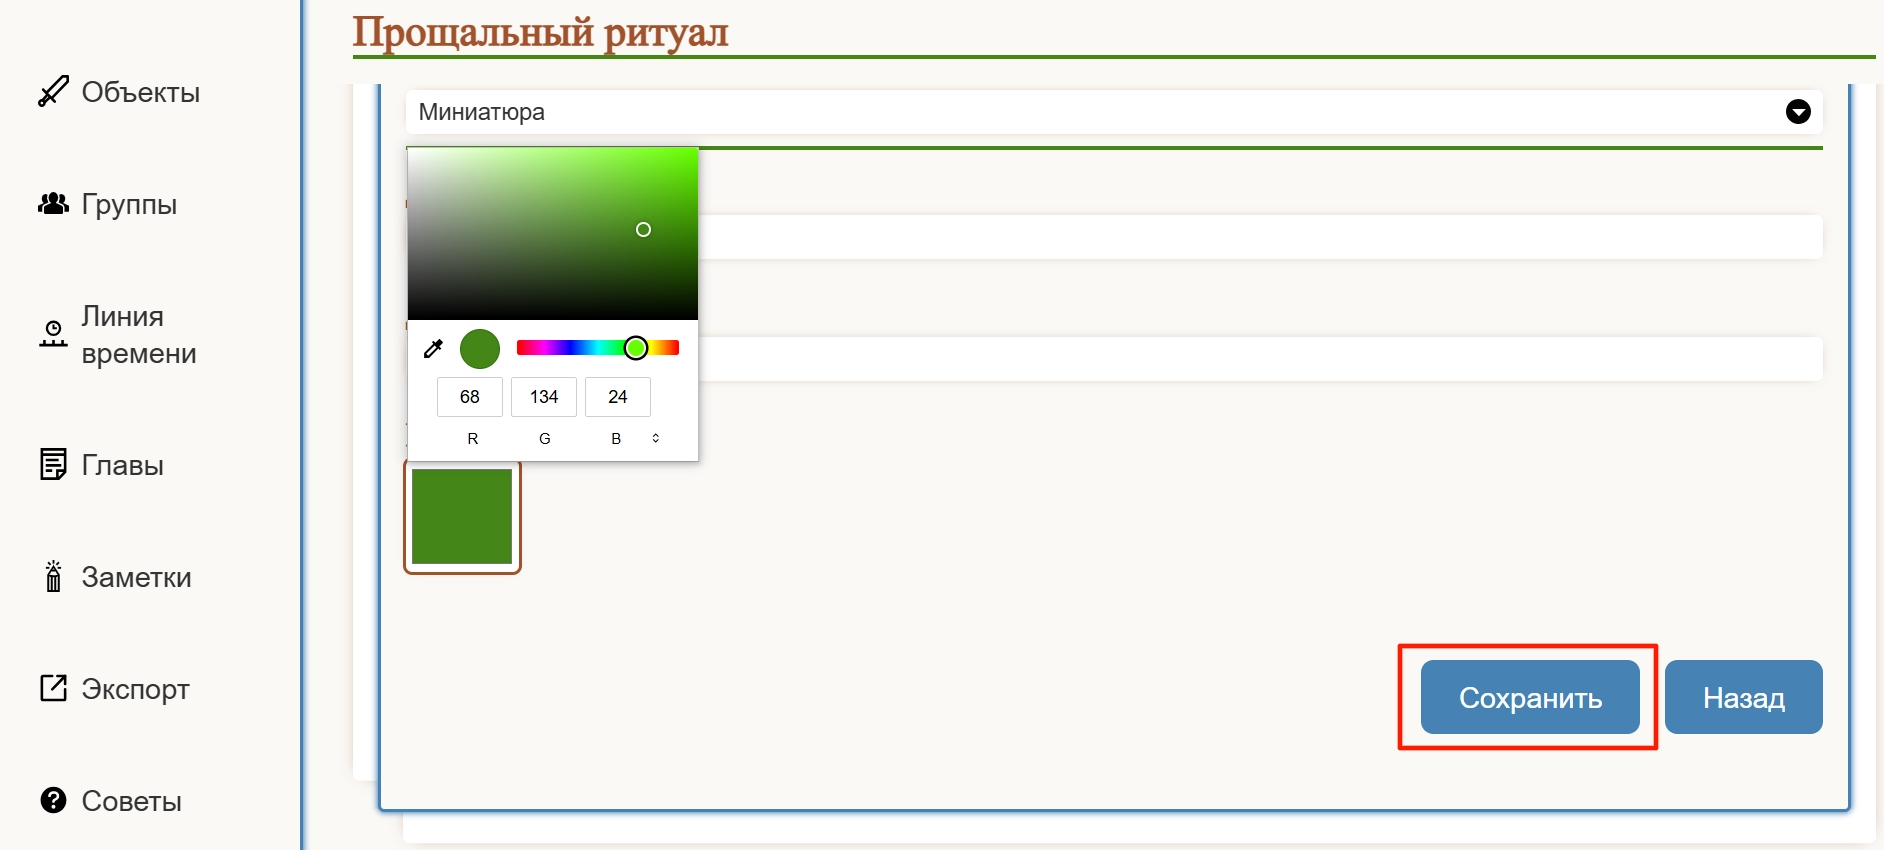 Прощальный ритуал
Объекты
Группы
Линия
времени
Главы
Заметки
Экспорт
Советы
Миниатюра
68
134
24
R
G
B
Сохранить
Назад